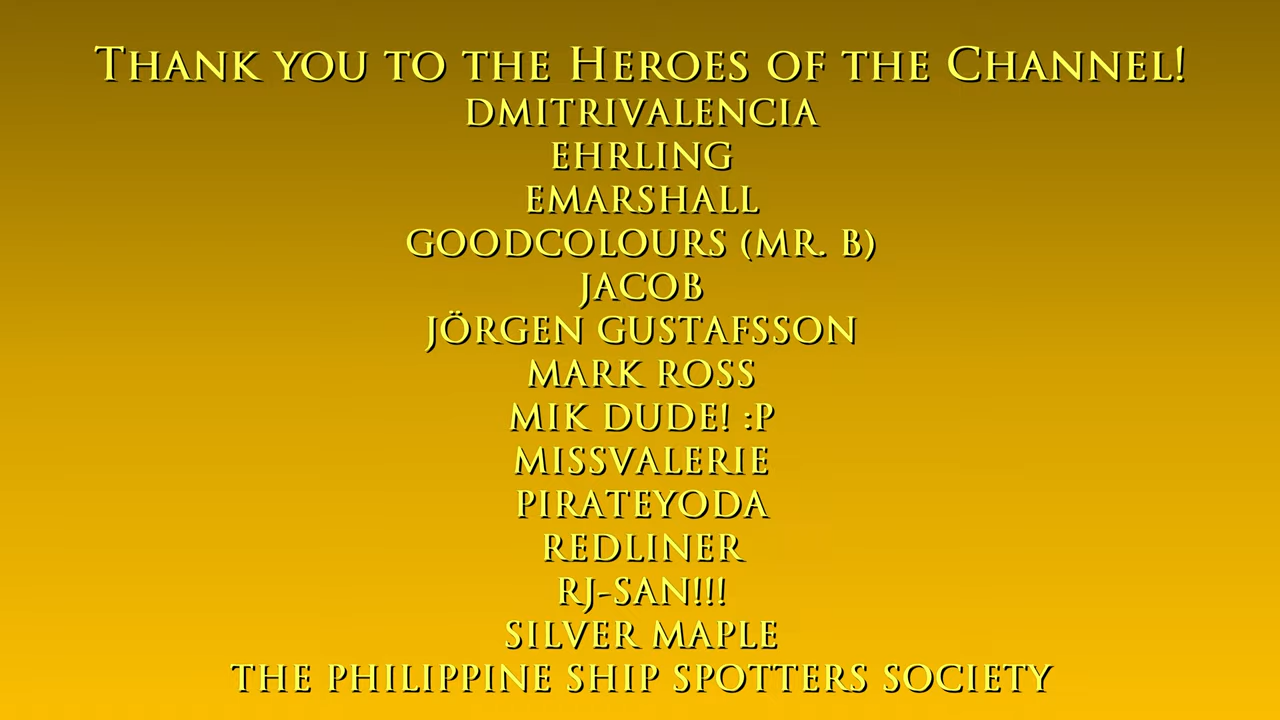 Thank you to the Heroes of the Channel!
DMITRIVALENCIA
EHRLING
EMARSHALL
GOODCOLOURS (MR. B)
JACOB
JÖRGEN GUSTAFSSON
MARK ROSS
MIK DUDE! :P
MISSVALERIE
PIRATEYODA
REDLINER
RJ-SAN!!!
SILVER MAPLE
THE PHILIPPINE SHIP SPOTTERS SOCIETY